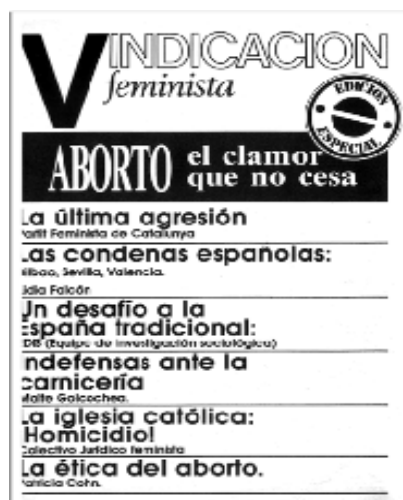 VINDICACION
feminista
EDICION
ESPECIAL
ABORTO el clamor
que no cesa
La última agresión
Partit Feminista de Catalunya
Las condenas españolas:
Bilbao, Sevilla, Valencia.
Lidia Falcón
Un desafío a la
España tradicional:
EDIS (Equipo de investigación sociológica)
Indefensas ante la
carnicería
Maite Goicochea.
La iglesia católica:
¡Homicidio!
Colectivo Jurídico feminista
La ética del aborto.
Patricia Cohn.